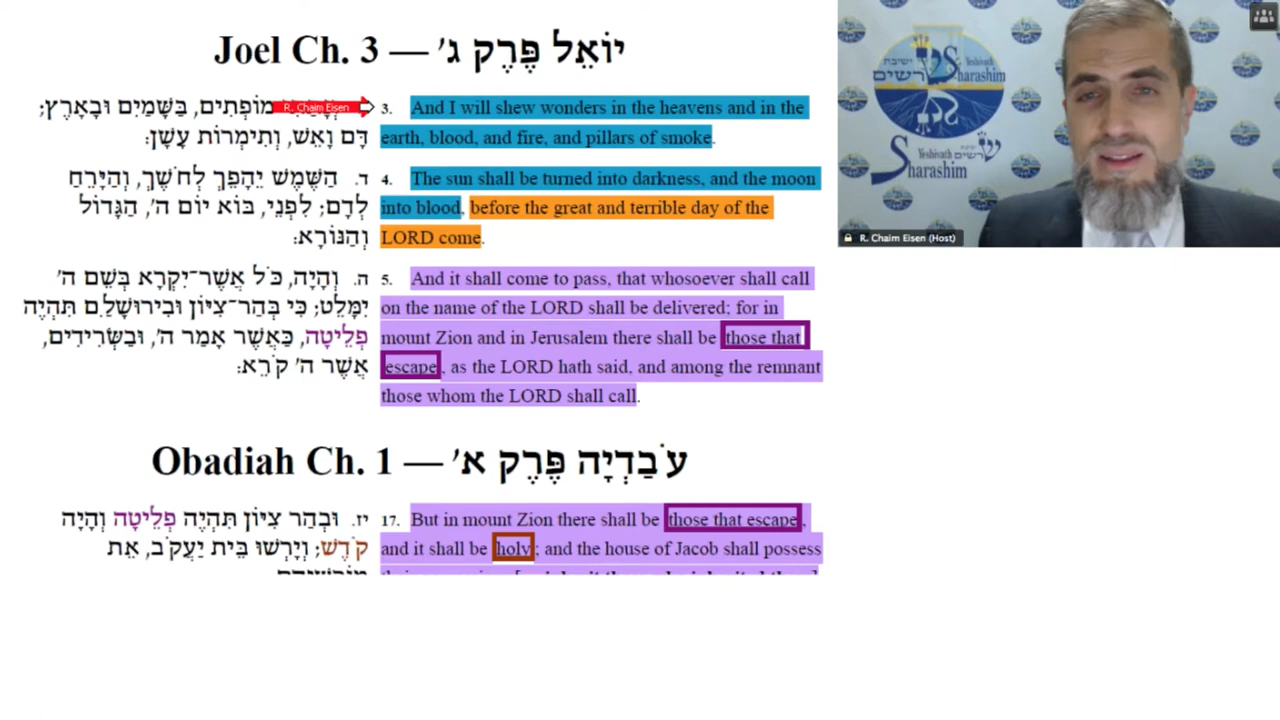 Joel Ch. 3 — יוֹאֵל פֶּרֶק ג׳
R. Chaim Eisen
מוֹפְתִים, בַּשָּׁמַיִם וּבָאָרֶץ;
דָּם וָאֵשׁ, וְתִימְרוֹת עָשָׁן:
3. And I will shew wonders in the heavens and in the
earth, blood, and fire, and pillars of smoke.
ד. הַשֶּׁמֶשׁ יֵהָפֵךְ לְחֹשֶׁךְ, וְהַיָּרֵחַ
לְדָם; לִפְנֵי, בּוֹא יוֹם ה׳, הַגָּדוֹל
וְהַנּוֹרָא:
4. The sun shall be turned into darkness, and the moon
into blood, before the great and terrible day of the
LORD come.
ה. וְהָיָה, כֹּל אֲשֶׁר־יִקְרָא בְּשֵׁם ה׳
יִמָּלֵט; כִּי בְּהַר־צִיּוֹן וּבִירוּשָׁלִַם תִּהְיֶה
פְלֵיטָה, כַּאֲשֶׁר אָמַר ה׳, וּבַשְּׂרִידִים,
אֲשֶׁר ה׳ קֹרֵא:
5. And it shall come to pass, that whosoever shall call
on the name of the LORD shall be delivered; for in
mount Zion and in Jerusalem there shall be those that
escape, as the LORD hath said, and among the remnant
those whom the LORD shall call.
Obadiah Ch. 1 — עֹבַדְיָה פֶּרֶק א׳
יז. וּבְהַר צִיּוֹן תִּהְיֶה פְלֵיטָה וְהָיָה
קֹדֶשׁ; וְיָרְשׁוּ בֵּית יַעֲקֹב, אֵת
17. But in mount Zion there shall be those that escape,
and it shall be holy; and the house of Jacob shall possess
ישיבת שרשים
Yeshivath Sharashim
Yeshivath ישיבת שרשים
Sharashim
R. Chaim Eisen (Host)